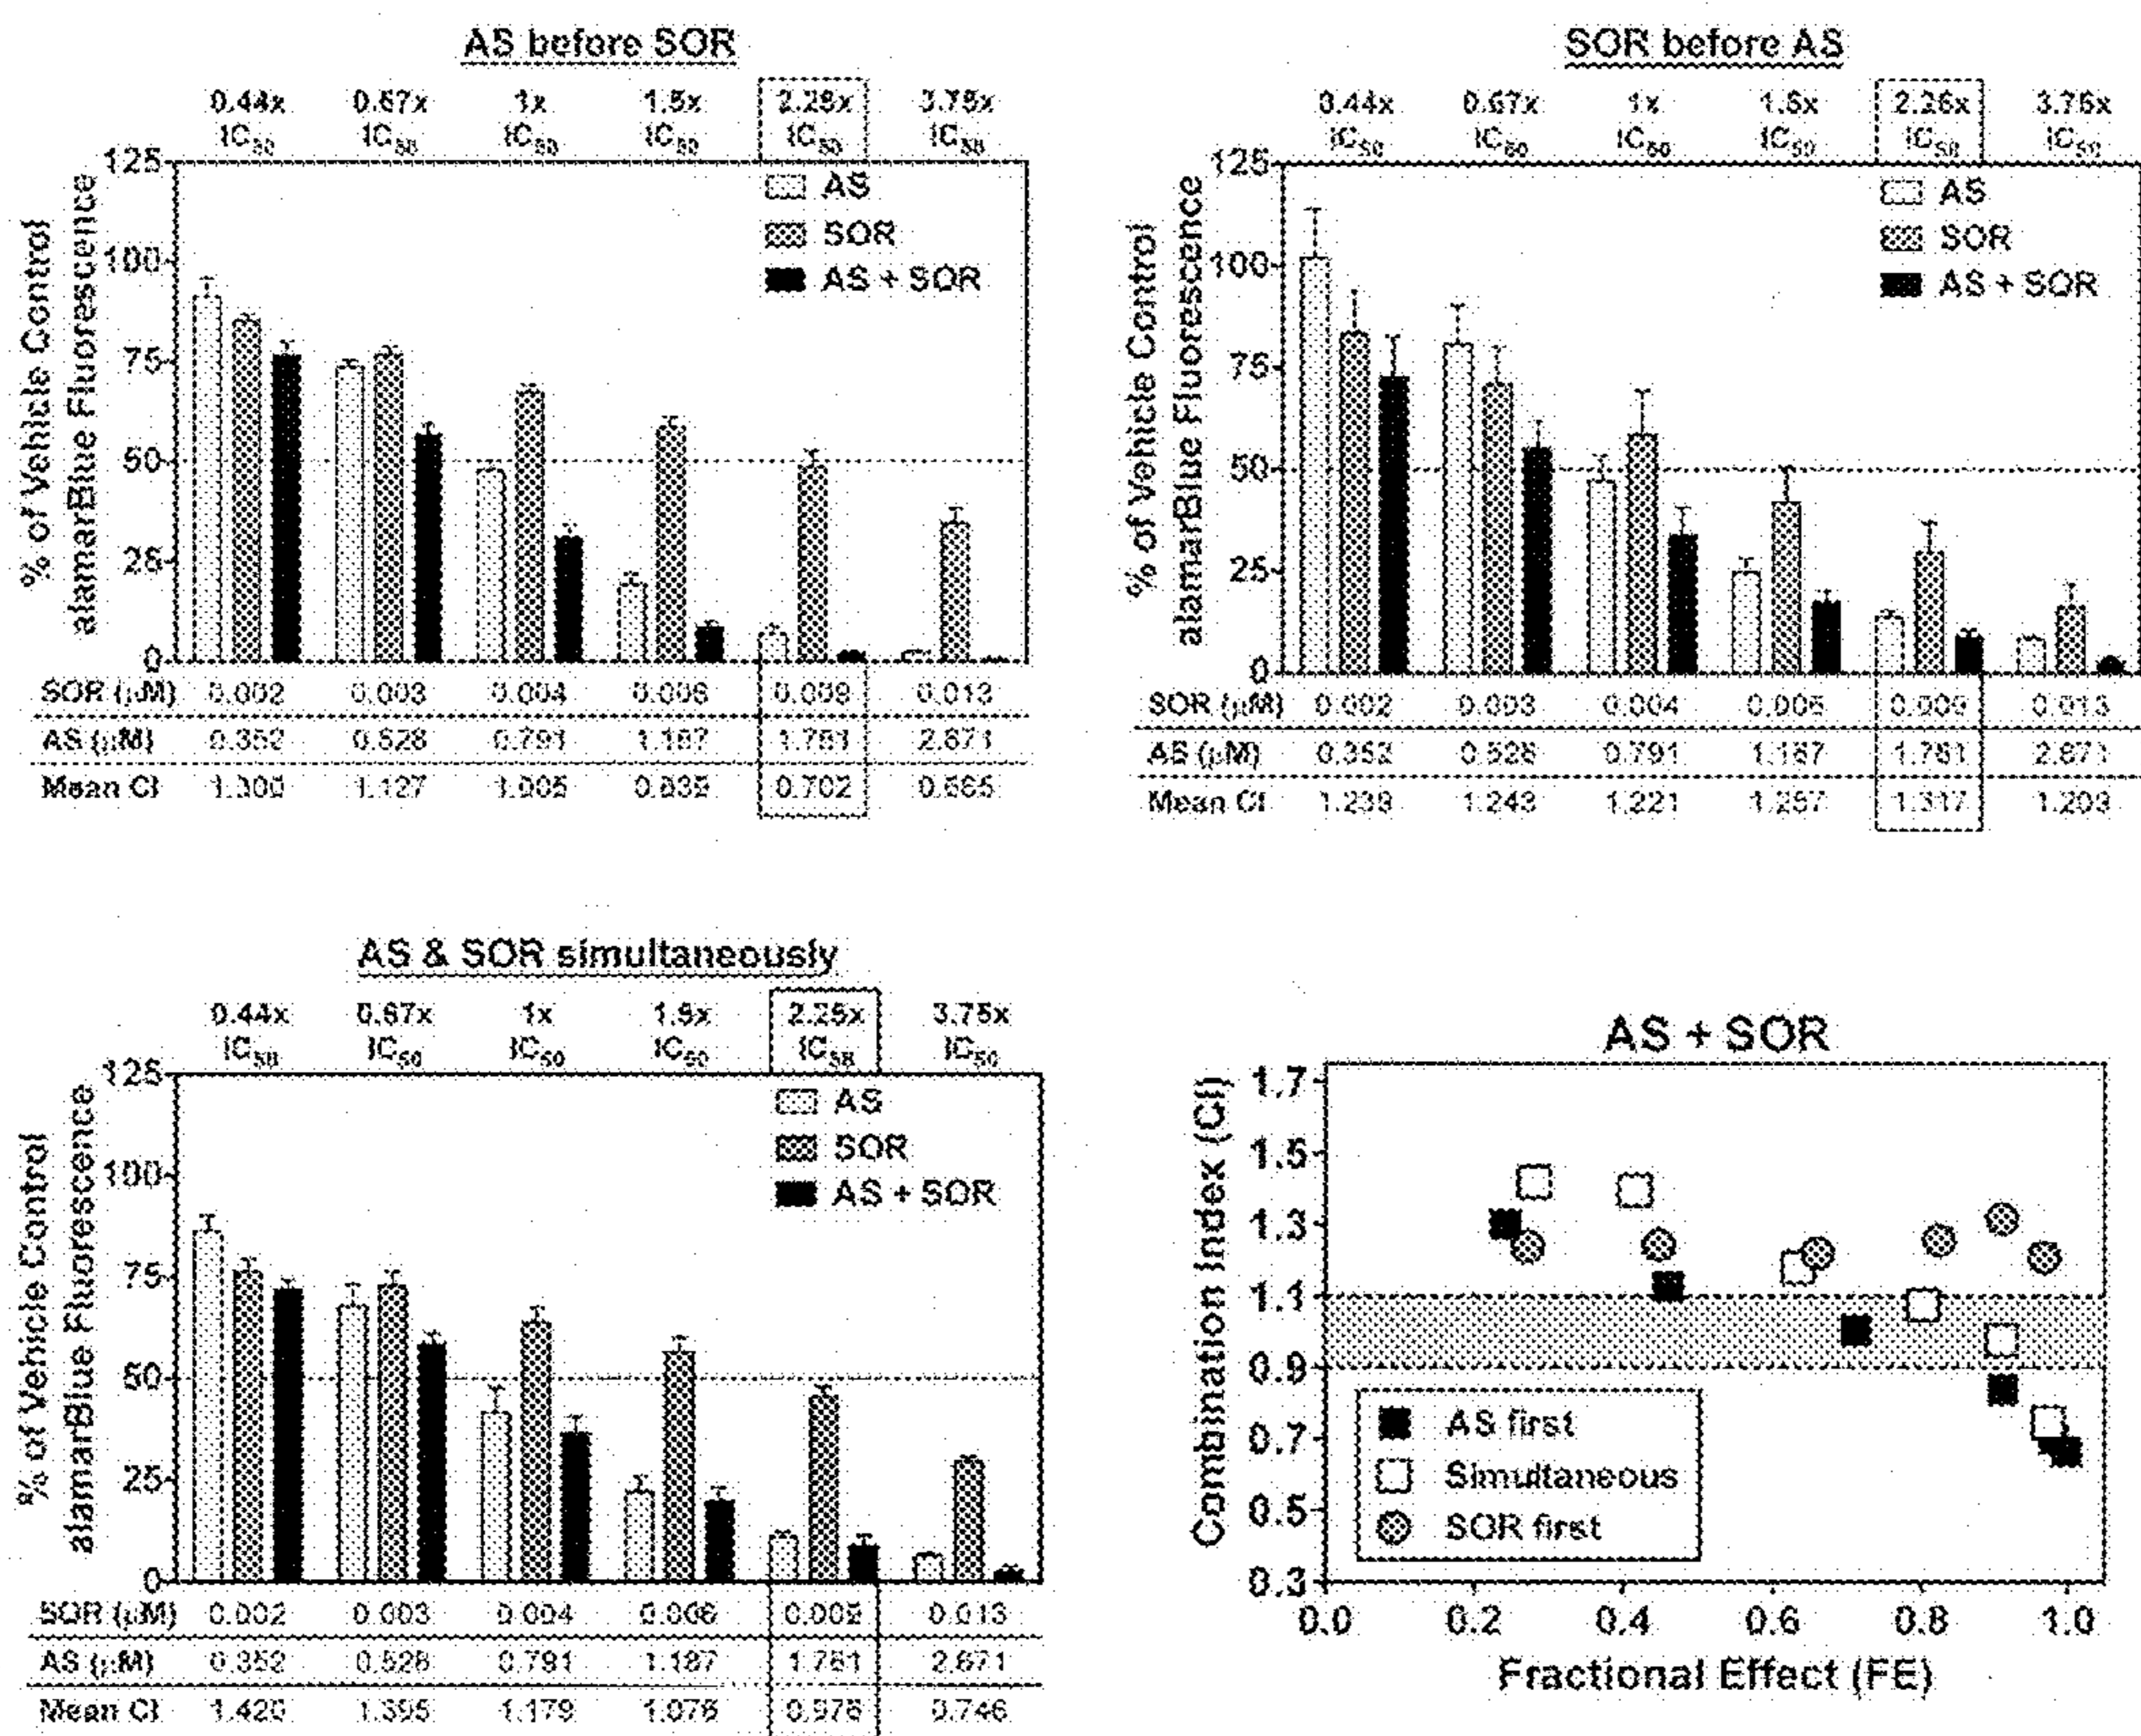 AS before SOR
0.44x 0.67x 1x 1.5x 2.25x 3.75x
IC50 IC50 IC50 IC50 IC50 IC50
% of Vehicle Control
alamarBlue Fluorescence
125
100
75
50
25
0
AS
SOR
AS + SOR
SOR (µM) 0.002 0.003 0.004 0.006 0.009 0.013
AS (µM) 0.352 0.528 0.791 1.187 1.781 2.671
Mean CI 1.300 1.127 1.005 0.839 0.702 0.665
SOR before AS
0.44x 0.67x 1x 1.5x 2.25x 3.75x
IC50 IC50 IC50 IC50 IC50 IC50
% of Vehicle Control
alamarBlue Fluorescence
125
100
75
50
25
0
AS
SOR
AS + SOR
SOR (µM) 0.002 0.003 0.004 0.006 0.009 0.013
AS (µM) 0.352 0.528 0.791 1.187 1.781 2.671
Mean CI 1.239 1.243 1.221 1.257 1.317 1.203
AS & SOR simultaneously
0.44x 0.67x 1x 1.5x 2.25x 3.75x
IC50 IC50 IC50 IC50 IC50 IC50
% of Vehicle Control
alamarBlue Fluorescence
125
100
75
50
25
0
AS
SOR
AS + SOR
SOR (µM) 0.002 0.003 0.004 0.006 0.009 0.013
AS (µM) 0.352 0.528 0.791 1.187 1.781 2.671
Mean CI 1.420 1.395 1.179 1.076 0.976 0.746
AS + SOR
Combination Index (CI)
1.7
1.5
1.3
1.1
0.9
0.7
0.5
0.3
AS first
Simultaneous
SOR first
0.0 0.2 0.4 0.6 0.8 1.0
Fractional Effect (FE)